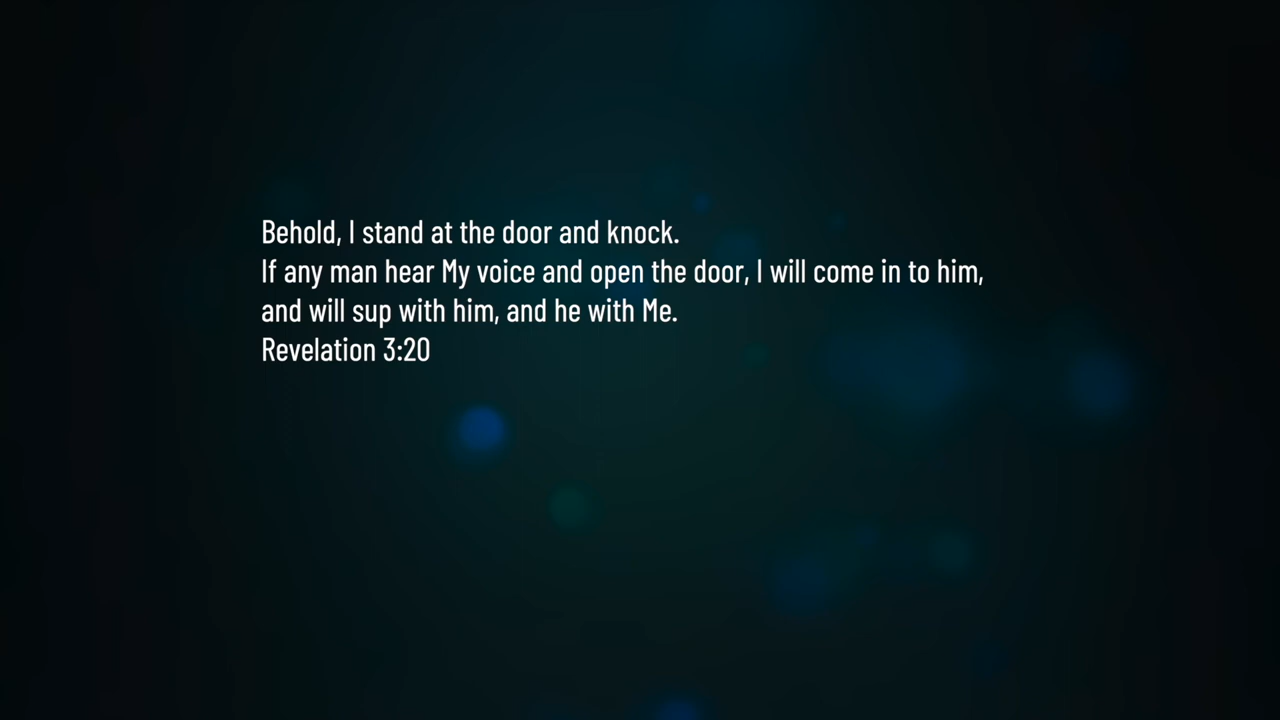 Behold, I stand at the door and knock.
If any man hear My voice and open the door, I will come in to him,
and will sup with him, and he with Me.
Revelation 3:20